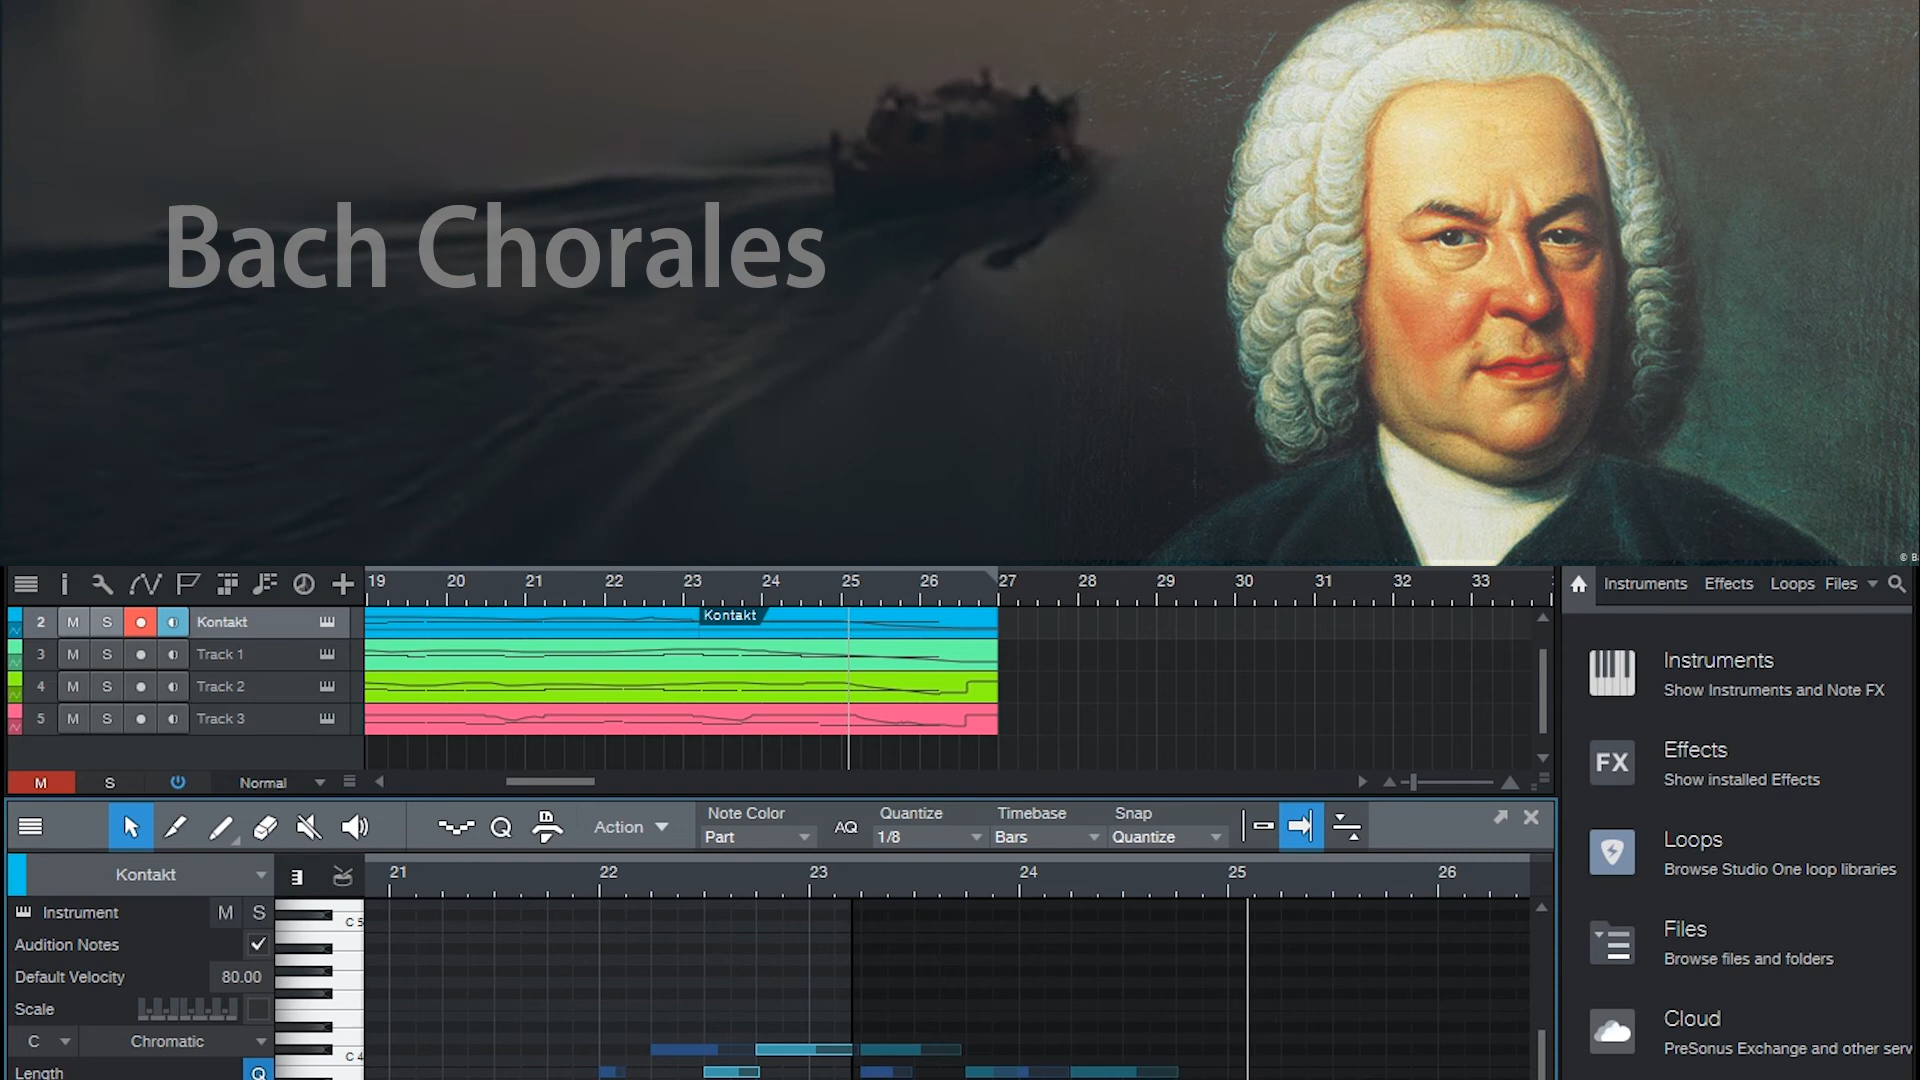 Bach Chorales
© B
19 20 21 22 23 24 25 26 27 28 29 30 31 32 33
Instruments Effects Loops Files
2 M S Kontakt
Kontakt
3 M S Track 1
4 M S Track 2
5 M S Track 3
M S Normal
Instruments
Show Instruments and Note FX
FX
Effects
Show installed Effects
Loops
Browse Studio One loop libraries
Files
Browse files and folders
Cloud
PreSonus Exchange and other serv
Action
Note Color
Part
AQ
Quantize
1/8
Timebase
Bars
Snap
Quantize
Kontakt
21 22 23 24 25 26
Instrument M S
C 5
Audition Notes
Default Velocity 80.00
Scale
C Chromatic
C 4
Length Q